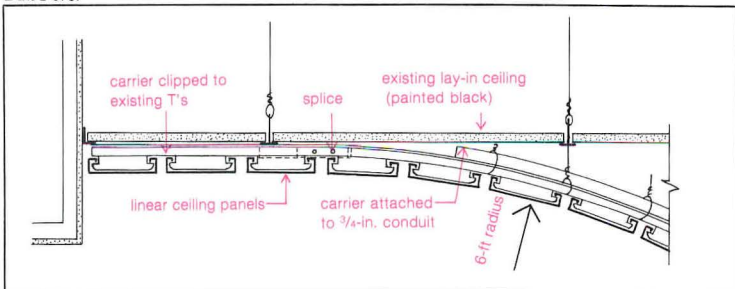 carrier clipped to
existing T's
splice
existing lay-in ceiling
(painted black)
linear ceiling panels
carrier attached
to 3/4-in. conduit
6-ft radius